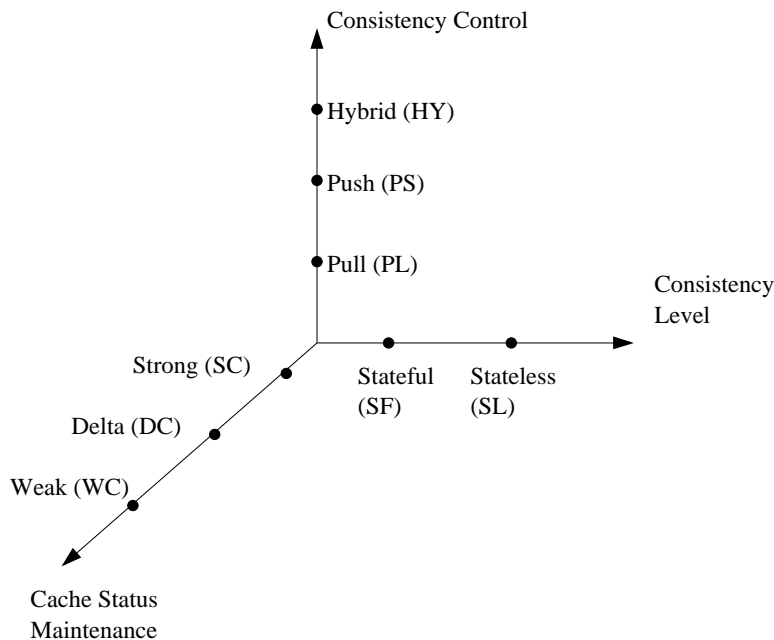 Consistency Control
Hybrid (HY)
Push (PS)
Pull (PL)
Consistency
Level
Strong (SC)
Stateful
(SF)
Stateless
(SL)
Delta (DC)
Weak (WC)
Cache Status
Maintenance